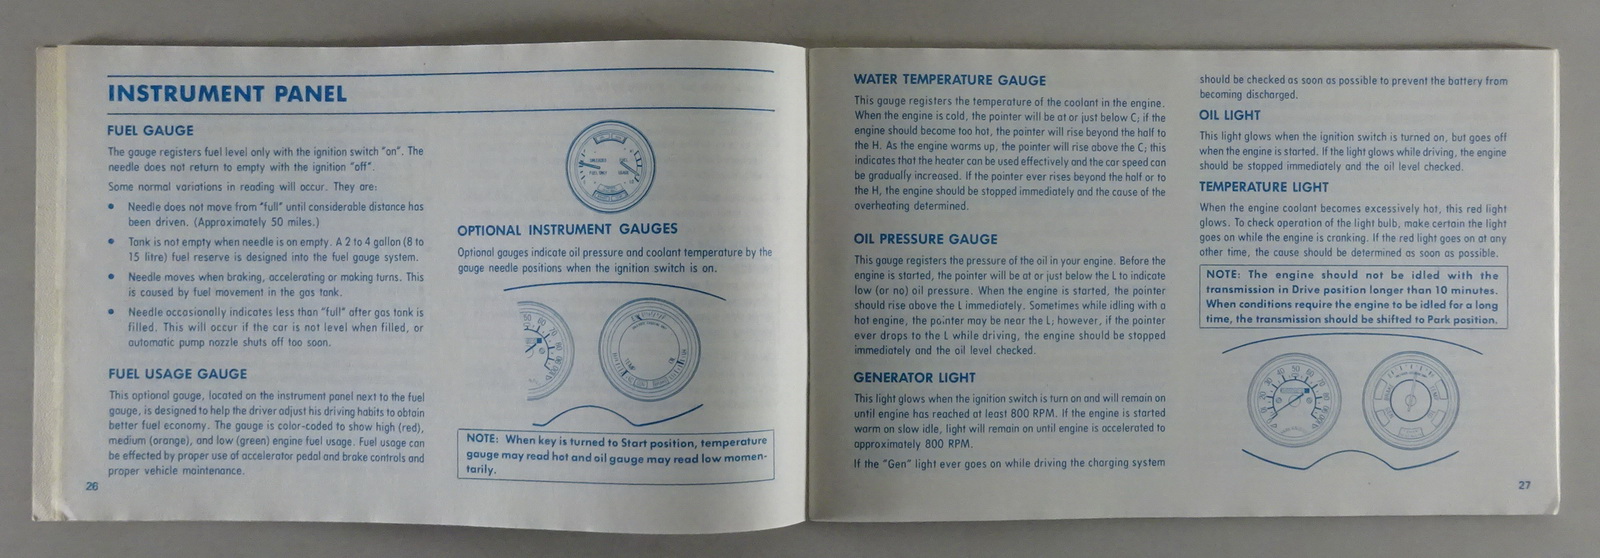 INSTRUMENT PANEL
FUEL GAUGE
The gauge registers fuel level only with the ignition switch "on". The
needle does not return to empty with the ignition "off".
Some normal variations in reading will occur. They are:
• Needle does not move from "full" until considerable distance has
been driven. (Approximately 50 miles.)
• Tank is not empty when needle is on empty. A 2 to 4 gallon (8 to
15 litre) fuel reserve is designed into the fuel gauge system.
• Needle moves when braking, accelerating or making turns. This
is caused by fuel movement in the gas tank.
• Needle occasionally indicates less than "full" after gas tank is
filled. This will occur if the car is not level when filled, or
automatic pump nozzle shuts off too soon.
FUEL USAGE GAUGE
This optional gauge, located on the instrument panel next to the fuel
gauge, is designed to help the driver adjust his driving habits to obtain
better fuel economy. The gauge is color-coded to show high (red),
medium (orange), and low (green) engine fuel usage. Fuel usage can
be effected by proper use of accelerator pedal and brake controls and
proper vehicle maintenance.
26
UNLEADED
FUEL ONLY
OPTIONAL INSTRUMENT GAUGES
Optional gauges indicate oil pressure and coolant temperature by the
gauge needle positions when the ignition switch is on.
50 60 70 80 90 100
TEMP
OIL
NOTE: When key is turned to Start position, temperature
gauge may read hot and oil gauge may read low momen-
tarily.
WATER TEMPERATURE GAUGE
This gauge registers the temperature of the coolant in the engine.
When the engine is cold, the pointer will be at or just below C; if the
engine should become too hot, the pointer will rise beyond the half to
the H. As the engine warms up, the pointer will rise above the C; this
indicates that the heater can be used effectively and the car speed can
be gradually increased. If the pointer ever rises beyond the half or to
the H, the engine should be stopped immediately and the cause of the
overheating determined.
OIL PRESSURE GAUGE
This gauge registers the pressure of the oil in your engine. Before the
engine is started, the pointer will be at or just below the L to indicate
low (or no) oil pressure. When the engine is started, the pointer
should rise above the L immediately. Sometimes while idling with a
hot engine, the pointer may be near the L; however, if the pointer
ever drops to the L while driving, the engine should be stopped
immediately and the oil level checked.
GENERATOR LIGHT
This light glows when the ignition switch is turn on and will remain on
until engine has reached at least 800 RPM. If the engine is started
warm on slow idle, light will remain on until engine is accelerated to
approximately 800 RPM.
If the "Gen" light ever goes on while driving the charging system
should be checked as soon as possible to prevent the battery from
becoming discharged.
OIL LIGHT
This light glows when the ignition switch is turned on, but goes off
when the engine is started. If the light glows while driving, the engine
should be stopped immediately and the oil level checked.
TEMPERATURE LIGHT
When the engine coolant becomes excessively hot, this red light
glows. To check operation of the light bulb, make certain the light
goes on while the engine is cranking. If the red light goes on at any
other time, the cause should be determined as soon as possible.
NOTE: The engine should not be idled with the
transmission in Drive position longer than 10 minutes.
When conditions require the engine to be idled for a long
time, the transmission should be shifted to Park position.
30 40 50 60 70
27